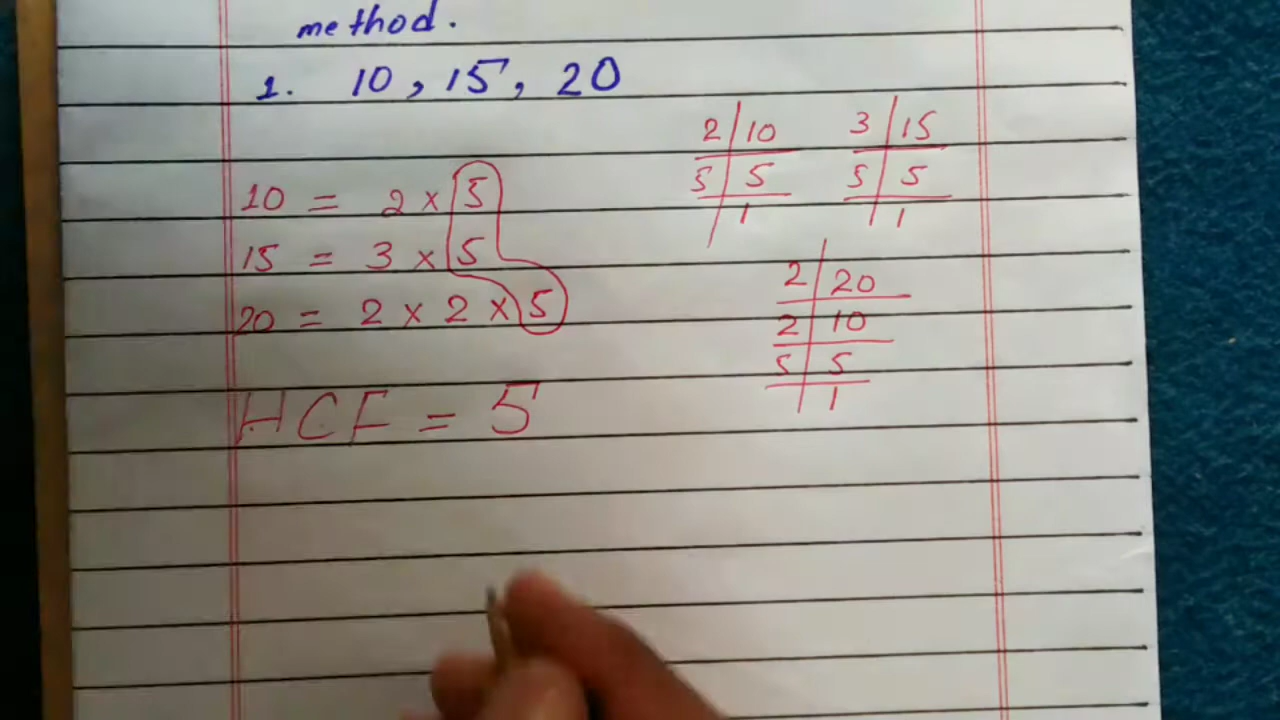 method.
1. 10, 15, 20
10 = 2 × 5
15 = 3 × 5
20 = 2 × 2 × 5
HCF = 5
2 | 10
5 | 5
| 1
3 | 15
5 | 5
| 1
2 | 20
2 | 10
5 | 5
| 1